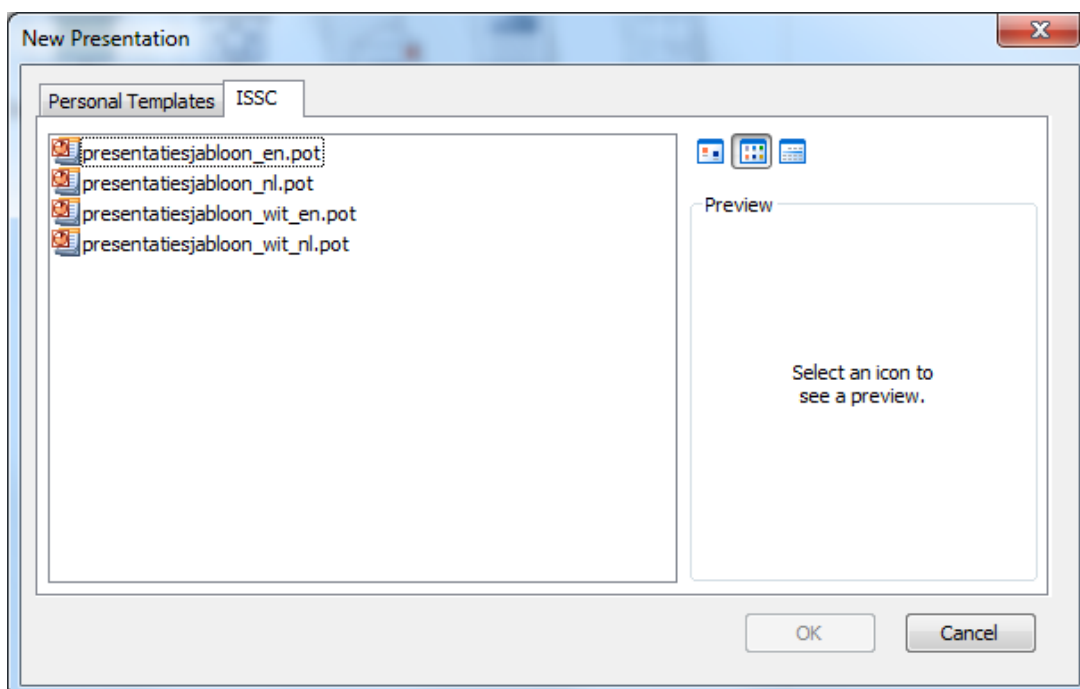 New Presentation
Personal Templates
ISSC
presentatiesjabloon_en.pot
presentatiesjabloon_nl.pot
presentatiesjabloon_wit_en.pot
presentatiesjabloon_wit_nl.pot
Preview
Select an icon to
see a preview.
OK
Cancel